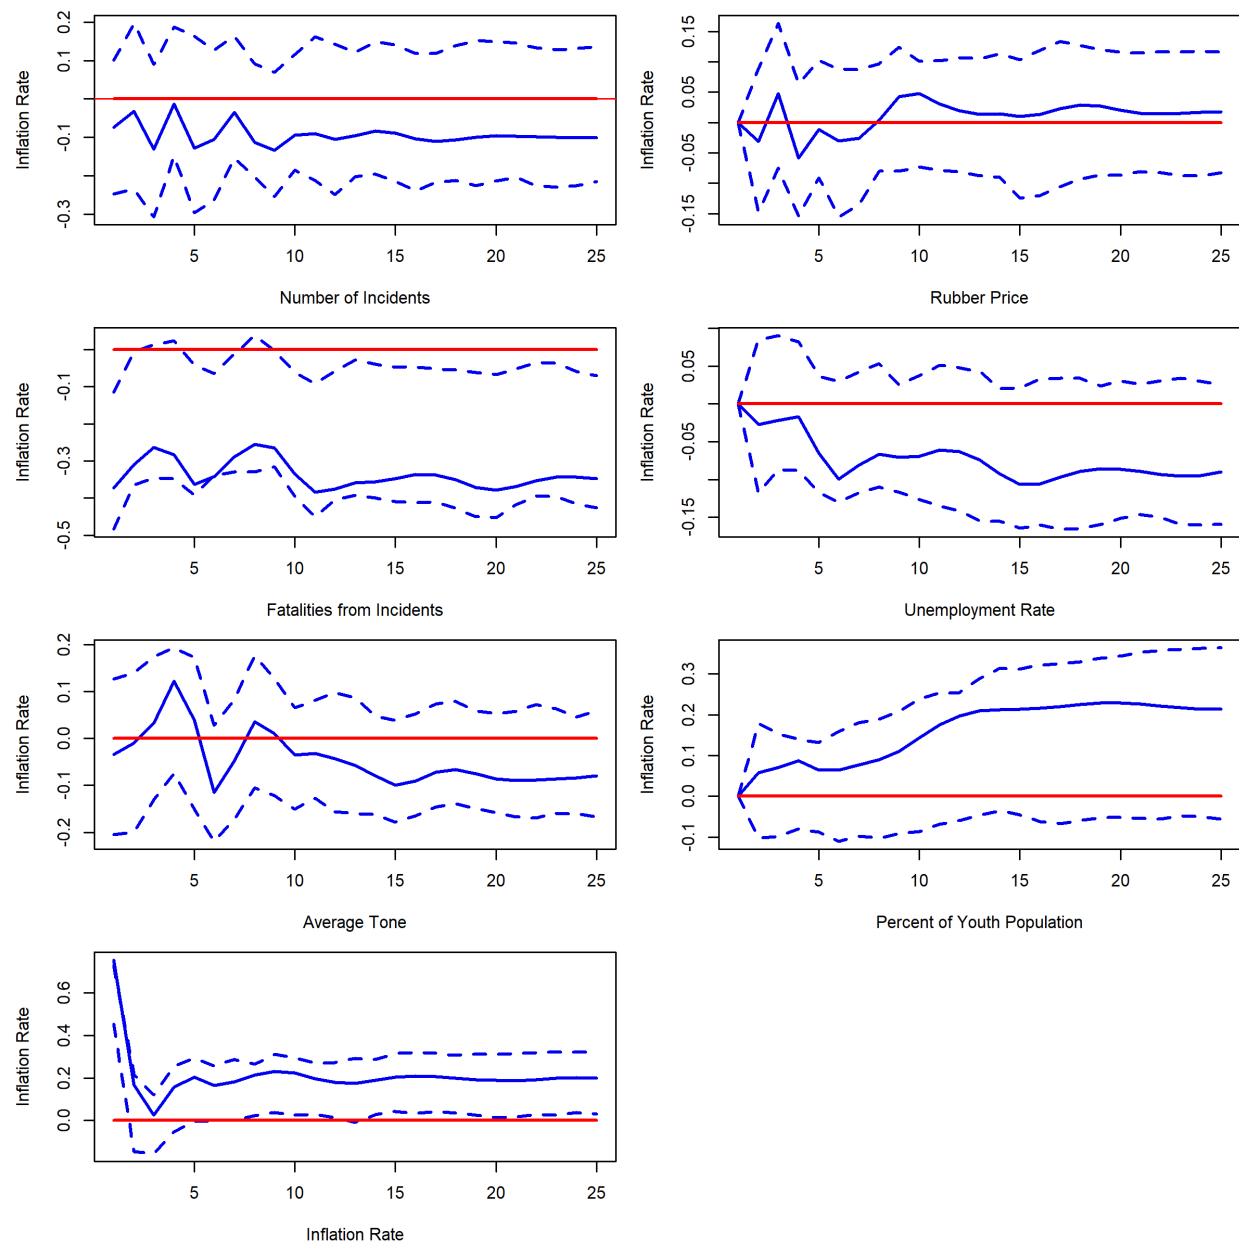 Inflation Rate
0.2
0.1
-0.1
-0.3
5 10 15 20 25
Number of Incidents
Inflation Rate
0.15
0.05
-0.05
-0.15
5 10 15 20 25
Rubber Price
Inflation Rate
-0.1
-0.3
-0.5
5 10 15 20 25
Fatalities from Incidents
Inflation Rate
0.05
-0.05
-0.15
5 10 15 20 25
Unemployment Rate
Inflation Rate
0.2
0.1
0.0
-0.1
-0.2
5 10 15 20 25
Average Tone
Inflation Rate
0.3
0.2
0.1
0.0
-0.1
5 10 15 20 25
Percent of Youth Population
Inflation Rate
0.6
0.4
0.2
0.0
5 10 15 20 25
Inflation Rate